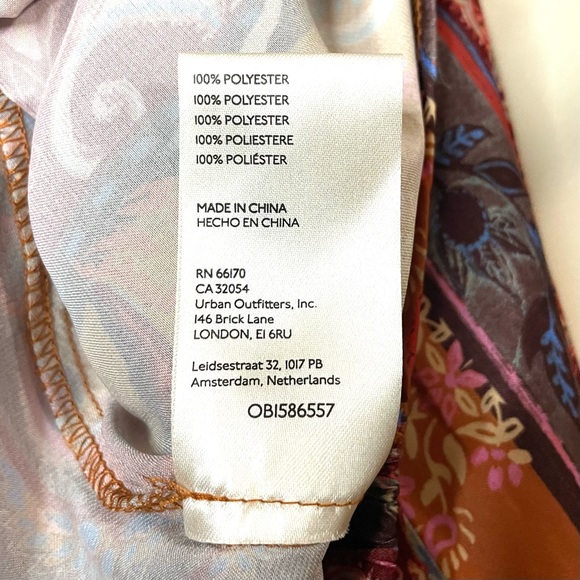 100% POLYESTER
100% POLYESTER
100% POLYESTER
100% POLIESTERE
100% POLIÉSTER
MADE IN CHINA
HECHO EN CHINA
RN 66170
CA 32054
Urban Outfitters, Inc.
146 Brick Lane
LONDON, E1 6RU
Leidsestraat 32, 1017 PB
Amsterdam, Netherlands
OB1586557